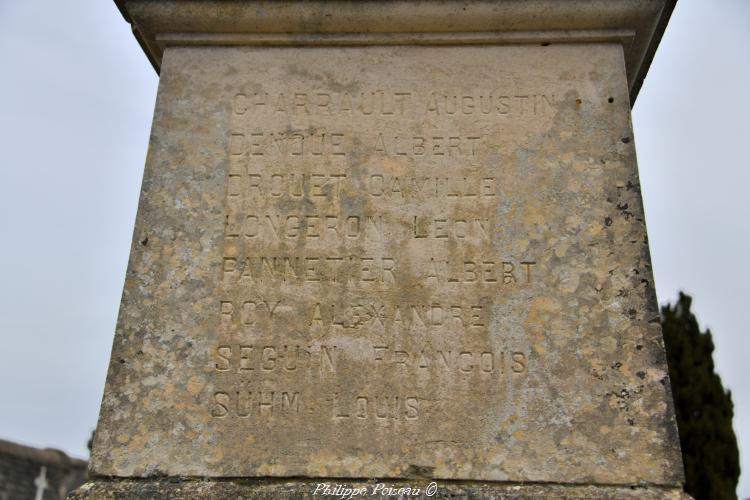 CHARRAULT AUGUSTIN
DENOUE ALBERT
DROUET CAMILLE
LONGERON LEON
PANNETIER ALBERT
ROY ALEXANDRE
SEGUIN FRANCOIS
SUHM LOUIS
Philippe Poiseau ©